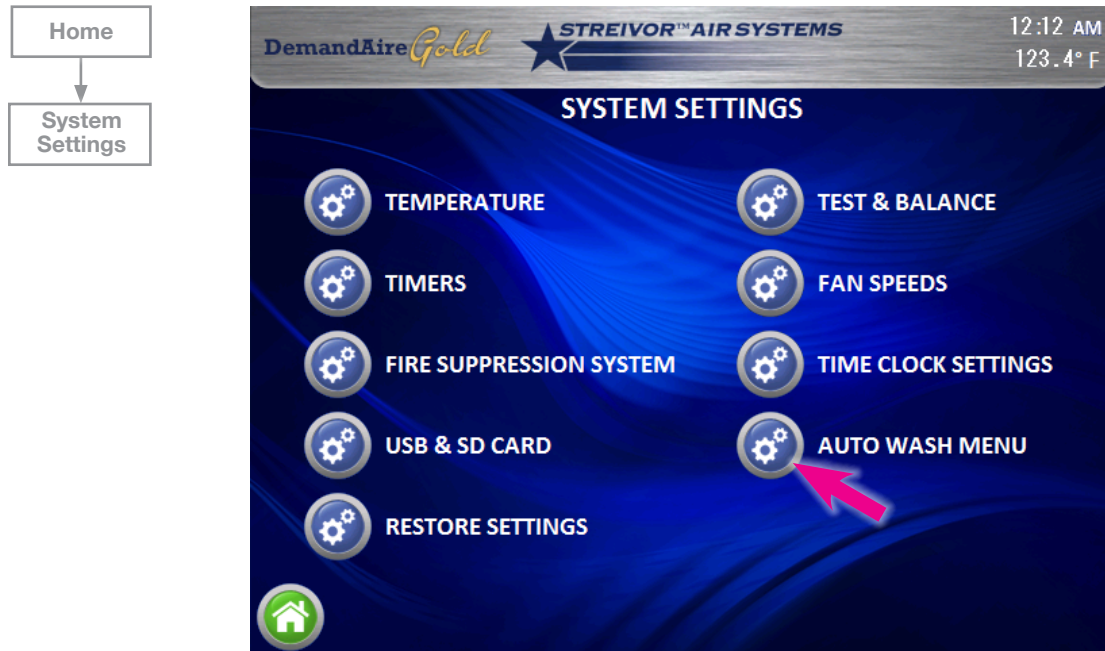 Home
System
Settings
DemandAire Gold
STREIVOR™ AIR SYSTEMS
12:12 AM
123.4° F
SYSTEM SETTINGS
TEMPERATURE
TEST & BALANCE
TIMERS
FAN SPEEDS
FIRE SUPPRESSION SYSTEM
TIME CLOCK SETTINGS
USB & SD CARD
AUTO WASH MENU
RESTORE SETTINGS